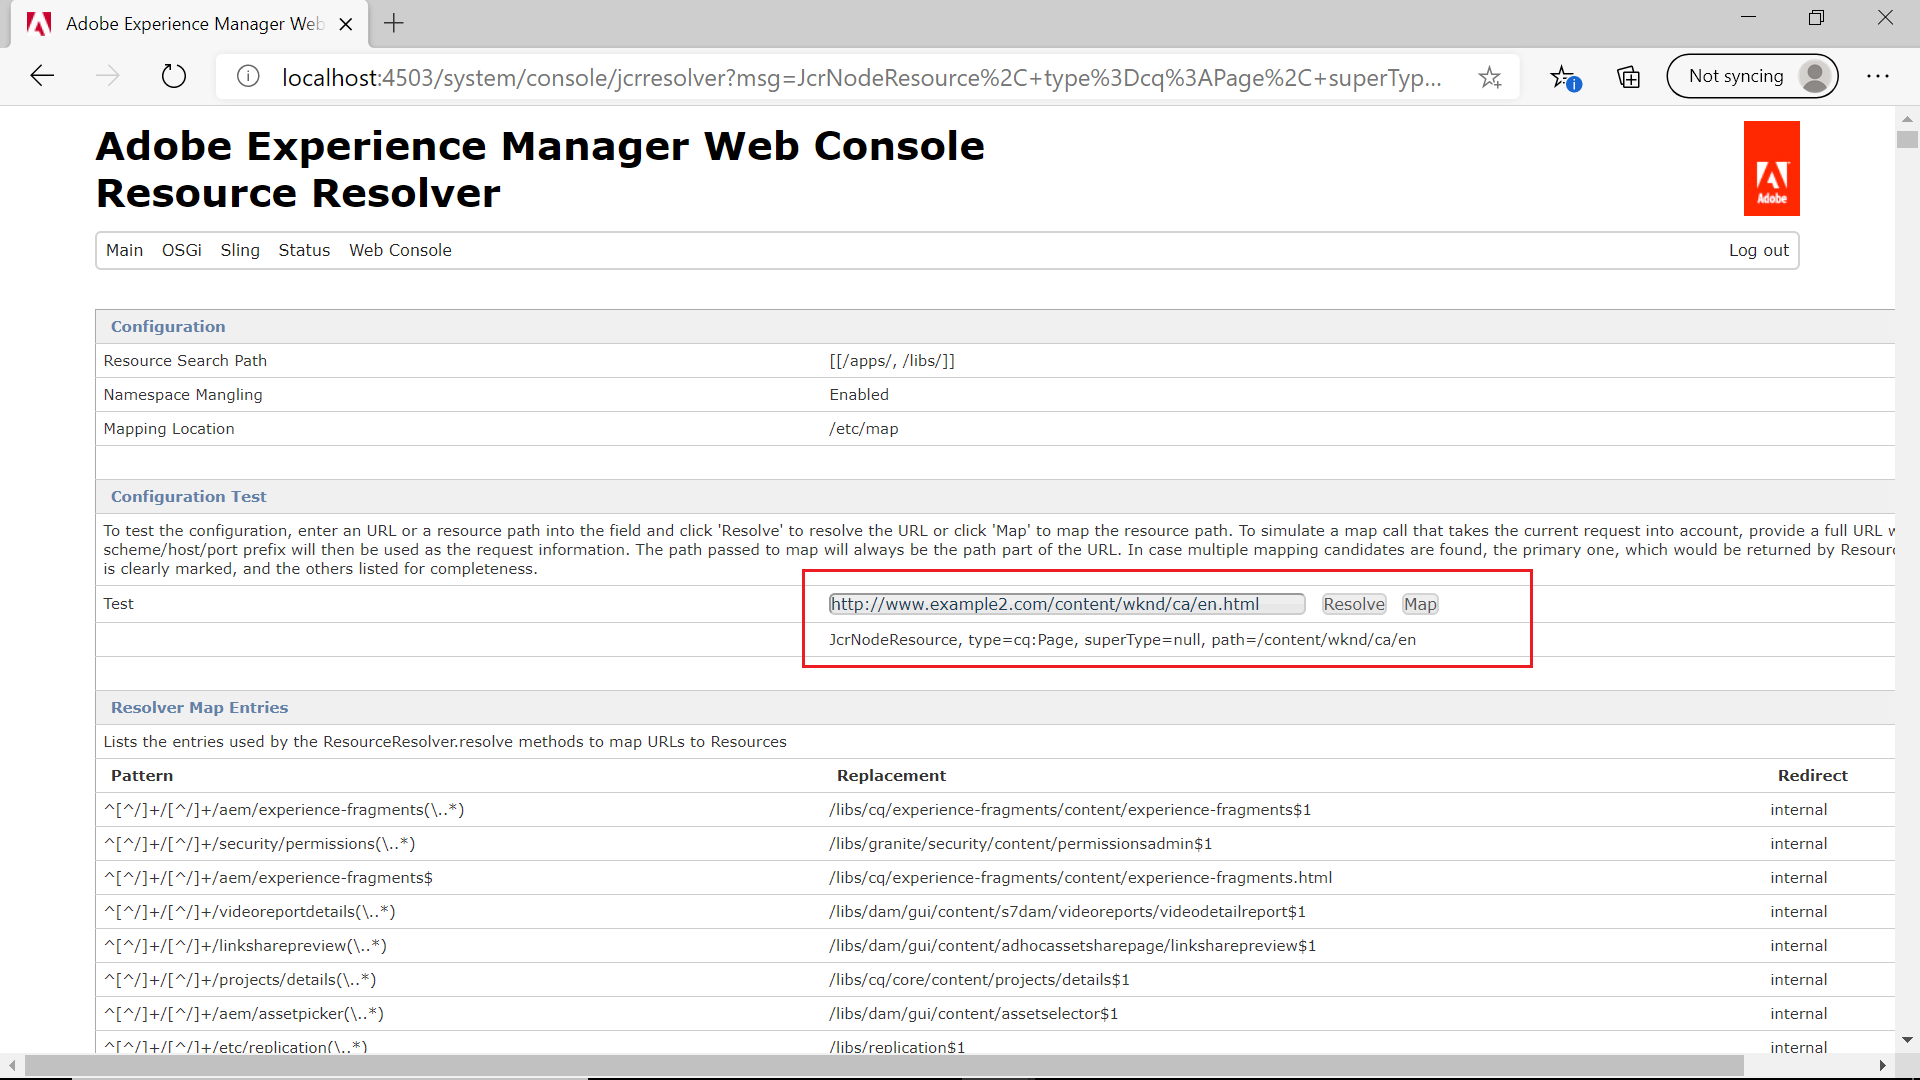 Adobe Experience Manager Web
localhost:4503/system/console/jcrresolver?msg=JcrNodeResource%2C+type%3Dcq%3APage%2C+superTyp...
Not syncing
Adobe Experience Manager Web Console
Resource Resolver
Adobe
Main OSGi Sling Status Web Console Log out
Configuration
Resource Search Path [[/apps/, /libs/]]
Namespace Mangling Enabled
Mapping Location /etc/map
Configuration Test
To test the configuration, enter an URL or a resource path into the field and click 'Resolve' to resolve the URL or click 'Map' to map the resource path. To simulate a map call that takes the current request into account, provide a full URL
scheme/host/port prefix will then be used as the request information. The path passed to map will always be the path part of the URL. In case multiple mapping candidates are found, the primary one, which would be returned by
is clearly marked, and the others listed for completeness.
Test http://www.example2.com/content/wknd/ca/en.html Resolve Map
JcrNodeResource, type=cq:Page, superType=null, path=/content/wknd/ca/en
Resolver Map Entries
Lists the entries used by the ResourceResolver.resolve methods to map URLs to Resources
Pattern Replacement Redirect
^[^/]+/[^/]+/aem/experience-fragments(\..*) /libs/cq/experience-fragments/content/experience-fragments$1 internal
^[^/]+/[^/]+/security/permissions(\..*) /libs/granite/security/content/permissionsadmin$1 internal
^[^/]+/[^/]+/aem/experience-fragments$ /libs/cq/experience-fragments/content/experience-fragments.html internal
^[^/]+/[^/]+/videoreportdetails(\..*) /libs/dam/gui/content/s7dam/videoreports/videodetailreport$1 internal
^[^/]+/[^/]+/linksharepreview(\..*) /libs/dam/gui/content/adhocassetsharepage/linksharepreview$1 internal
^[^/]+/[^/]+/projects/details(\..*) /libs/cq/core/content/projects/details$1 internal
^[^/]+/[^/]+/aem/assetpicker(\..*) /libs/dam/gui/content/assetselector$1 internal
^[^/]+/[^/]+/etc/replication(\..*) /libs/replication$1 internal